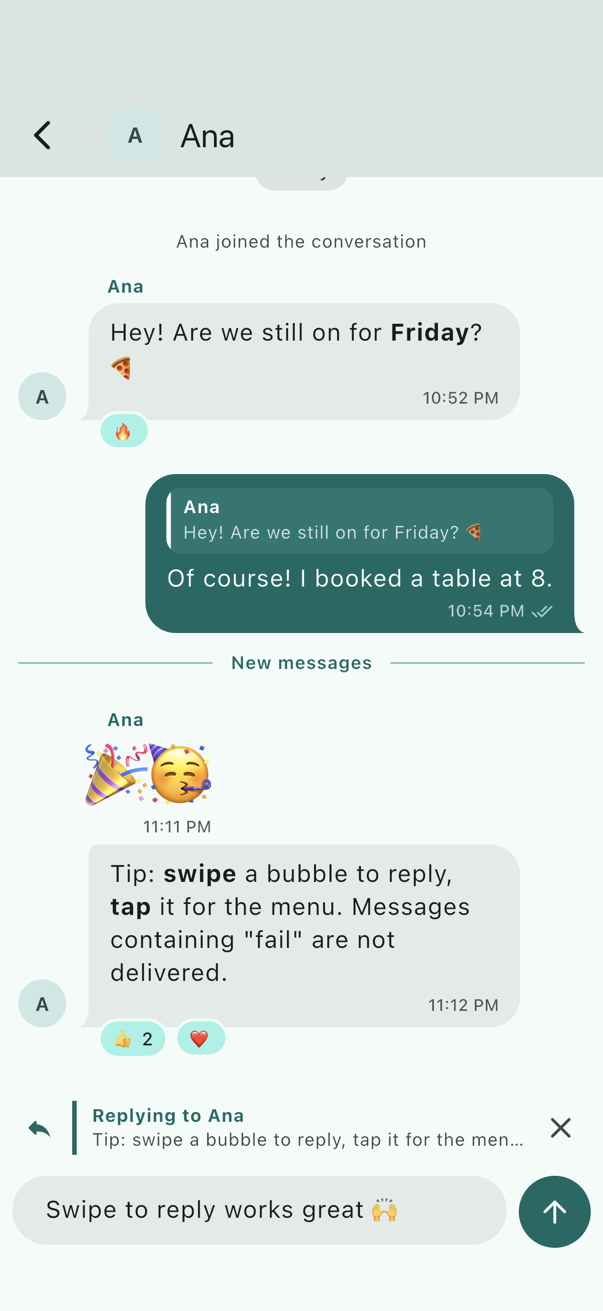 A Ana
Ana joined the conversation
Ana
Hey! Are we still on for Friday?
🍕
10:52 PM
A
🔥
Ana
Hey! Are we still on for Friday? 🍕
Of course! I booked a table at 8.
10:54 PM
New messages
Ana
🎉🥳
11:11 PM
Tip: swipe a bubble to reply,
tap it for the menu. Messages
containing "fail" are not
delivered.
11:12 PM
A
👍 2 ❤️
Replying to Ana
Tip: swipe a bubble to reply, tap it for the men...
Swipe to reply works great 🙌